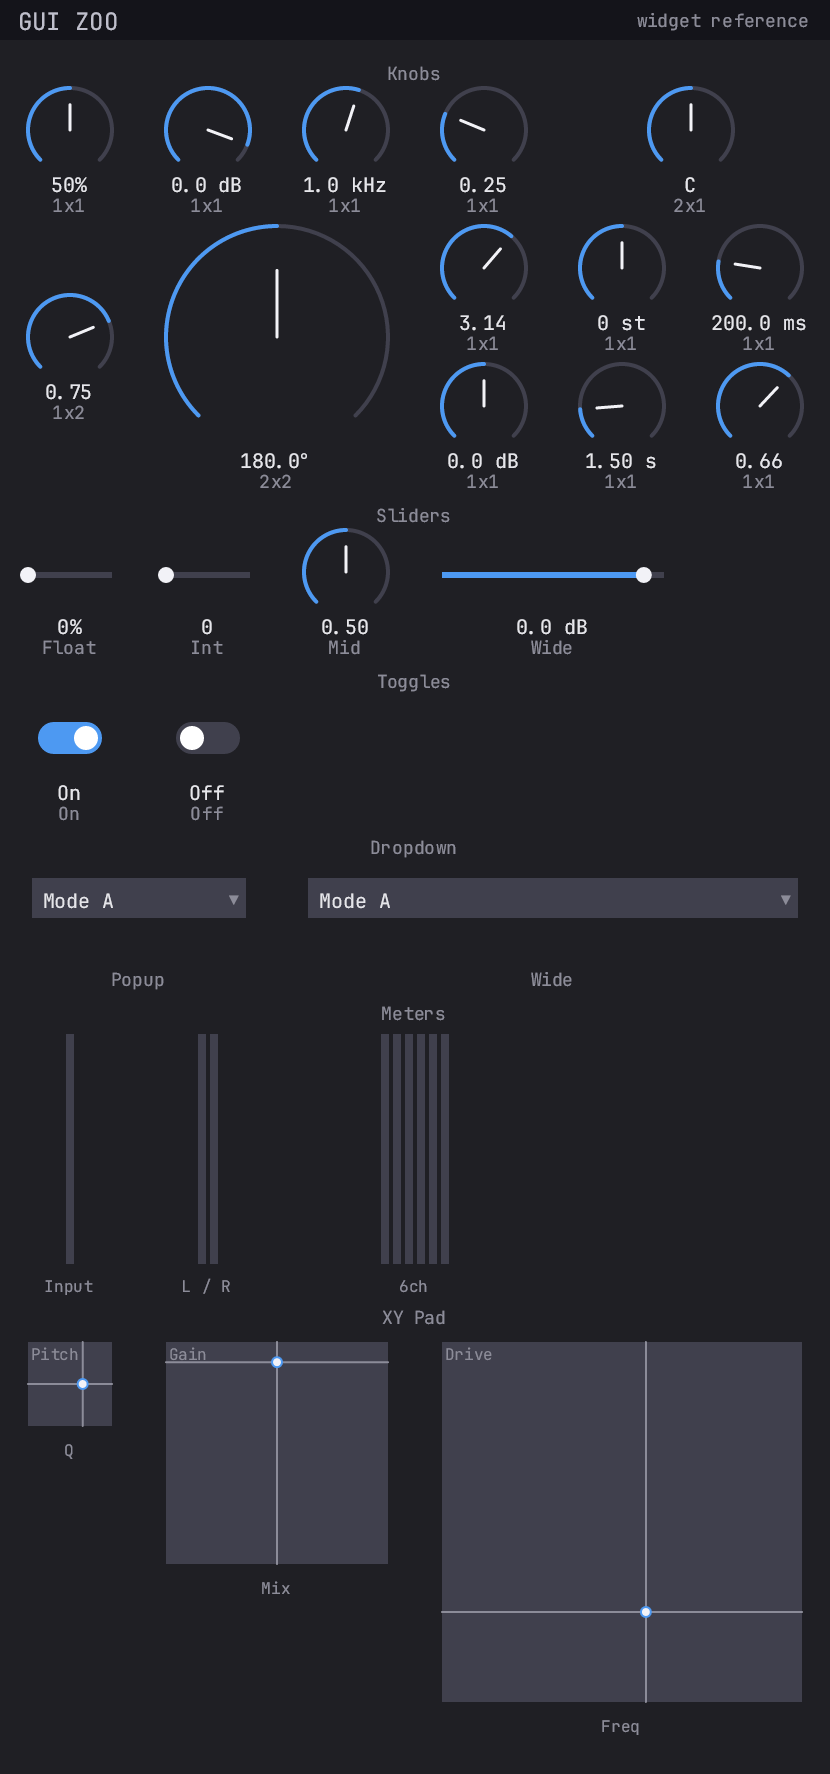 GUI ZOO widget reference
Knobs
50% 0.0 dB 1.0 kHz 0.25 C
1x1 1x1 1x1 1x1 2x1
3.14 0 st 200.0 ms
1x1 1x1 1x1
0.75
1x2
180.0° 0.0 dB 1.50 s 0.66
2x2 1x1 1x1 1x1
Sliders
0% 0 0.50 0.0 dB
Float Int Mid Wide
Toggles
On Off
On Off
Dropdown
Mode A Mode A
Popup Wide
Meters
Input L / R 6ch
XY Pad
Pitch Gain Drive
Q
Mix
Freq